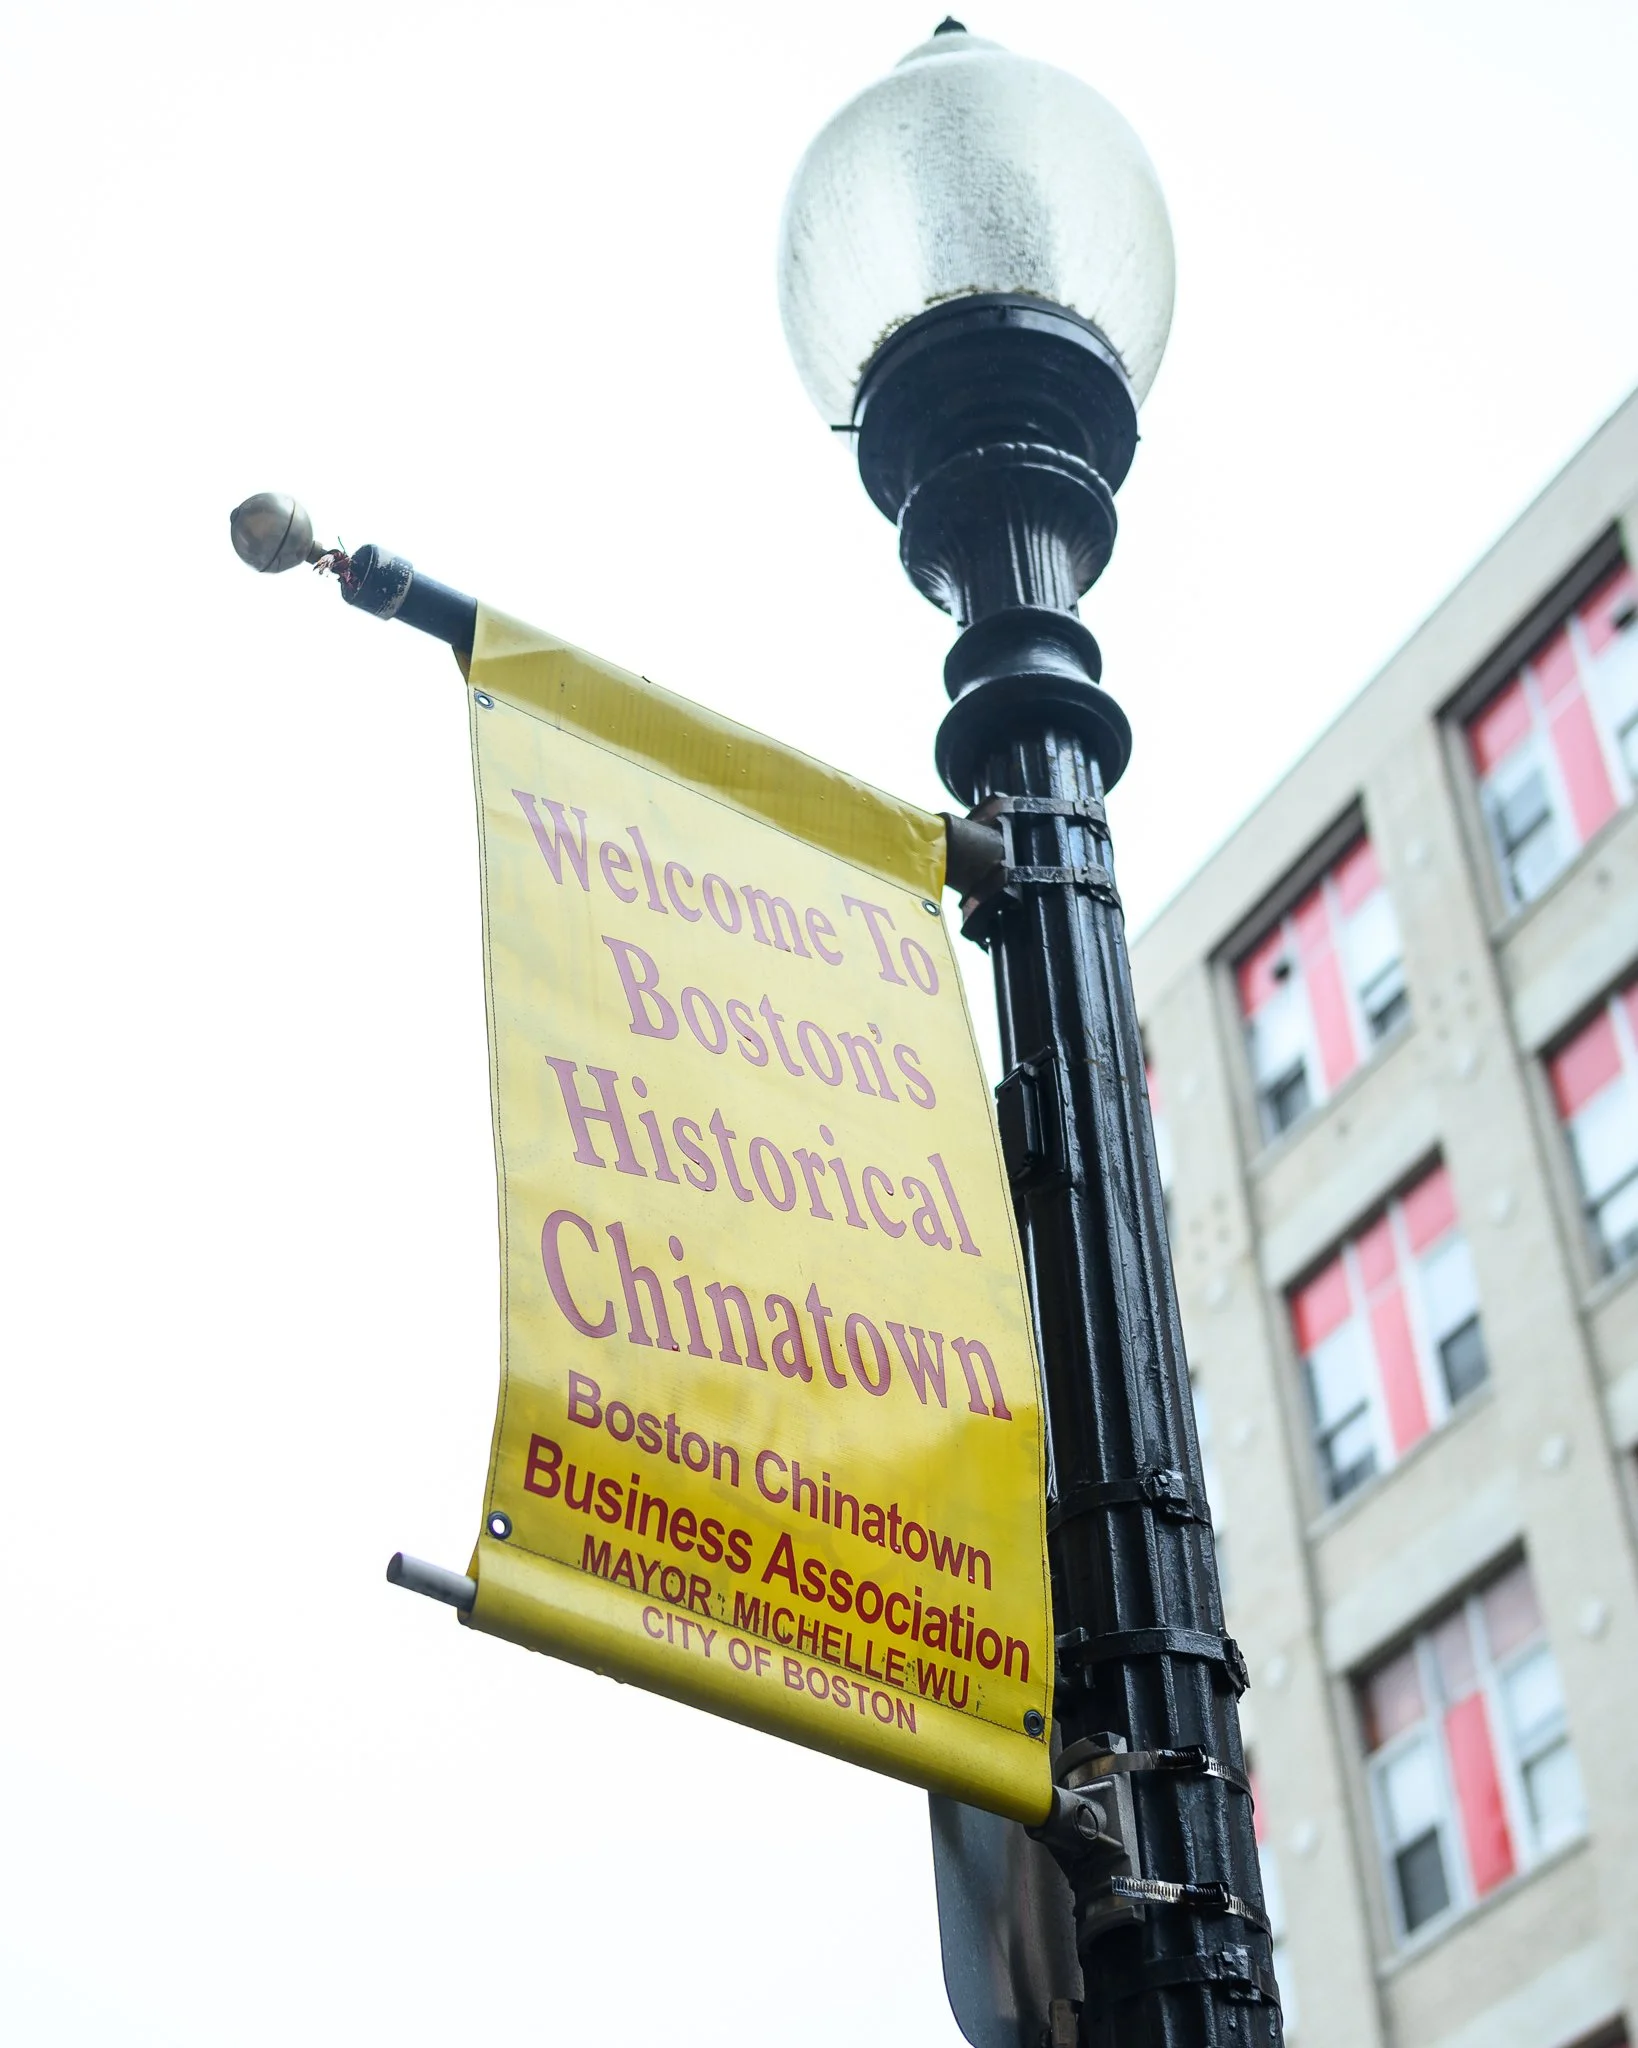 Welcome To
Boston's
Historical
Chinatown
Boston Chinatown
Business Association
MAYOR MICHELLE WU
CITY OF BOSTON